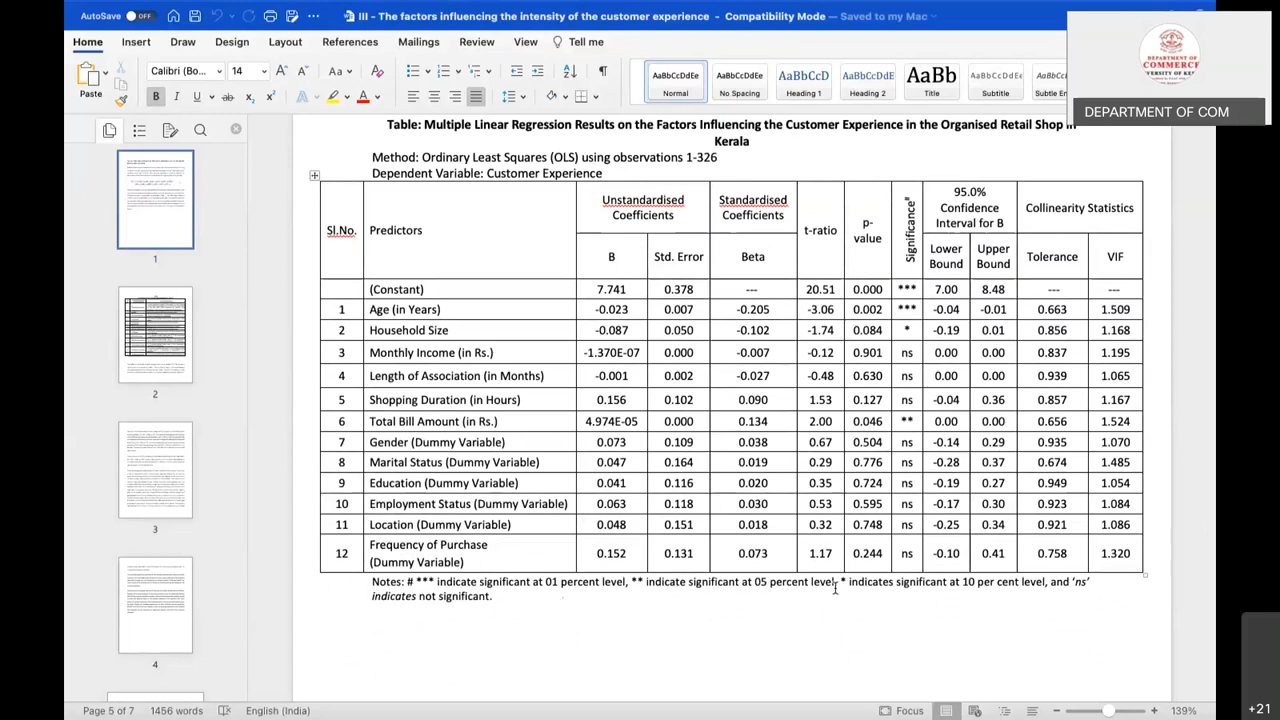 AutoSave OFF III - The factors influencing the intensity of the customer experience - Compatibility Mode — Saved to my Mac
Home Insert Draw Design Layout References Mailings Review View Tell me
Paste Calibri (Bo... 14 Aa AaBbCcDdEe AaBbCcDdEe AaBbCcD AaBbCcDdEe AaBb AaBbCcDdEe
B I U ab x₂ x² A A Normal No Spacing Heading 1 Heading 2 Title Subtitle Subtle Em
DEPARTMENT OF
COMMERCE
DEPARTMENT OF COM
Table: Multiple Linear Regression Results on the Factors Influencing the Customer Experience in the Organised Retail Shop in
Kerala
Method: Ordinary Least Squares (OLS) using observations 1-326
Dependent Variable: Customer Experience
Sl.No. Predictors Unstandardised Coefficients Standardised Coefficients t-ratio p-value Significance# 95.0% Confidence Interval for B Collinearity Statistics
B Std. Error Beta Lower Bound Upper Bound Tolerance VIF
(Constant) 7.741 0.378 --- 20.51 0.000 *** 7.00 8.48 --- ---
1 Age (in Years) -0.023 0.007 -0.205 -3.06 0.002 *** -0.04 -0.01 0.663 1.509
2 Household Size -0.087 0.050 -0.102 -1.74 0.084 * -0.19 0.01 0.856 1.168
3 Monthly Income (in Rs.) -1.370E-07 0.000 -0.007 -0.12 0.901 ns 0.00 0.00 0.837 1.195
4 Length of Association (in Months) -0.001 0.002 -0.027 -0.48 0.630 ns 0.00 0.00 0.939 1.065
5 Shopping Duration (in Hours) 0.156 0.102 0.090 1.53 0.127 ns -0.04 0.36 0.857 1.167
6 Total Bill Amount (in Rs.) 4.974E-05 0.000 0.134 2.00 0.046 ** 0.00 0.00 0.656 1.524
7 Gender (Dummy Variable) 0.073 0.109 0.038 0.67 0.504 ns -0.14 0.29 0.935 1.070
8 Marital Status (Dummy Variable) 0.047 0.164 0.019 0.29 0.776 ns -0.28 0.37 0.674 1.485
9 Education (Dummy Variable) 0.041 0.116 0.020 0.35 0.724 ns -0.19 0.27 0.949 1.054
10 Employment Status (Dummy Variable) 0.063 0.118 0.030 0.53 0.595 ns -0.17 0.30 0.923 1.084
11 Location (Dummy Variable) 0.048 0.151 0.018 0.32 0.748 ns -0.25 0.34 0.921 1.086
12 Frequency of Purchase (Dummy Variable) 0.152 0.131 0.073 1.17 0.244 ns -0.10 0.41 0.758 1.320
Notes: # *** indicate significant at 01 percent level, ** indicate significant at 05 percent level, * indicates significant at 10 per cent level, and ‘ns’
indicates not significant.
1
2
3
4
Page 5 of 7 1456 words English (India) Focus 139%
+21